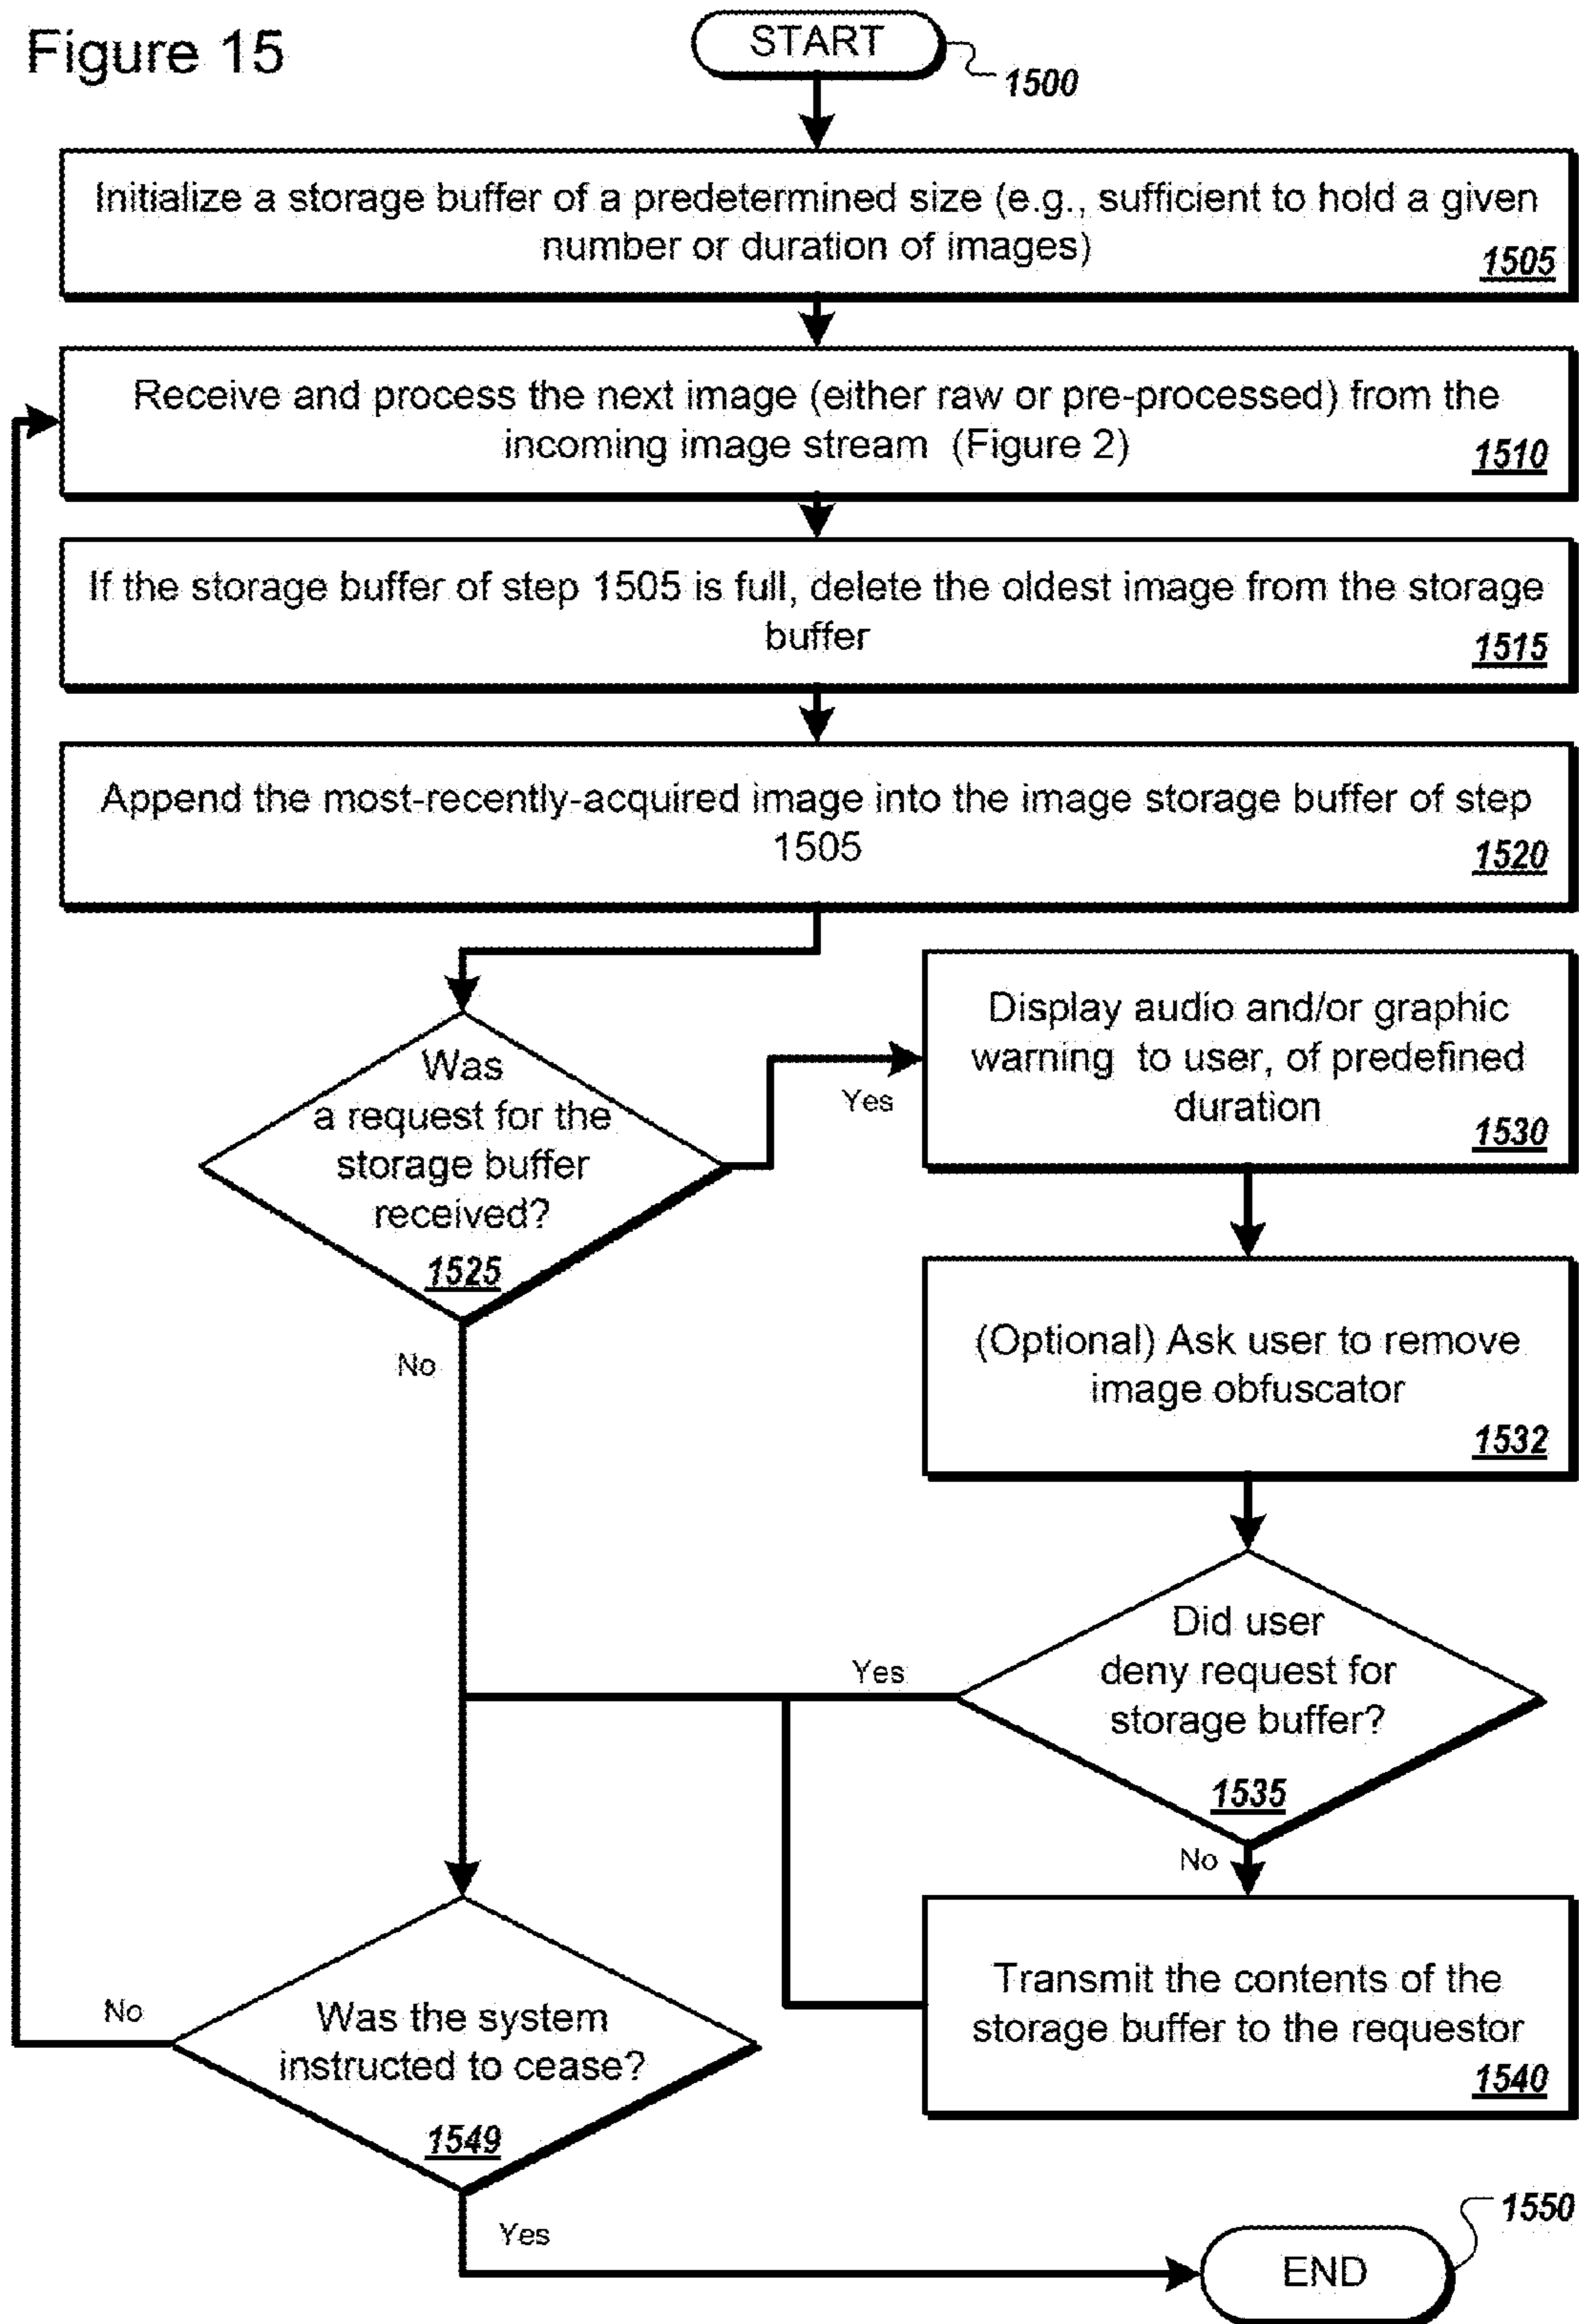 Figure 15
START
1500
Initialize a storage buffer of a predetermined size (e.g., sufficient to hold a given
number or duration of images)
1505
Receive and process the next image (either raw or pre-processed) from the
incoming image stream (Figure 2)
1510
If the storage buffer of step 1505 is full, delete the oldest image from the storage
buffer
1515
Append the most-recently-acquired image into the image storage buffer of step
1505
1520
Was
a request for the
storage buffer
received?
1525
Yes
No
Display audio and/or graphic
warning to user, of predefined
duration
1530
(Optional) Ask user to remove
image obfuscator
1532
Did user
deny request for
storage buffer?
1535
Yes
No
Transmit the contents of the
storage buffer to the requestor
1540
Was the system
instructed to cease?
1549
No
Yes
1550
END